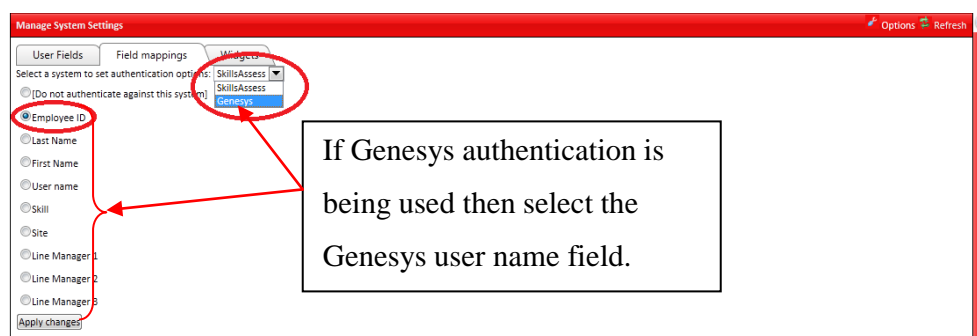 Manage System Settings Options Refresh
User Fields Field mappings Widgets
Select a system to set authentication options: SkillsAssess
SkillsAssess
[Do not authenticate against this system]
Genesys
Employee ID
Last Name
First Name
User name
Skill
Site
Line Manager 1
Line Manager 2
Line Manager 3
Apply changes
If Genesys authentication is
being used then select the
Genesys user name field.